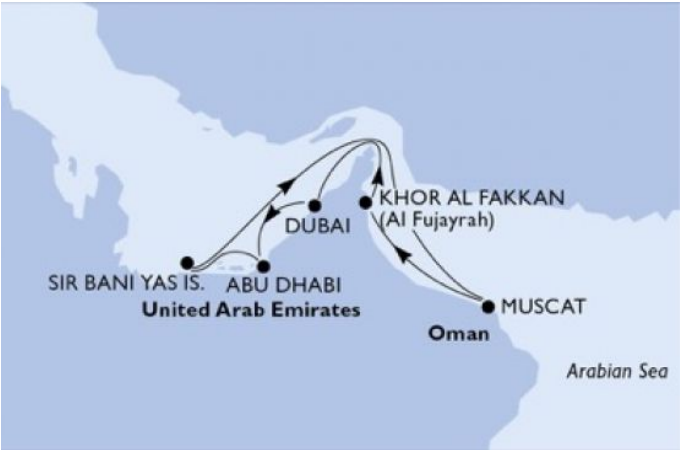 KHOR AL FAKKAN
(Al Fujayrah)
DUBAI
SIR BANI YAS IS.
ABU DHABI
United Arab Emirates
MUSCAT
Oman
Arabian Sea